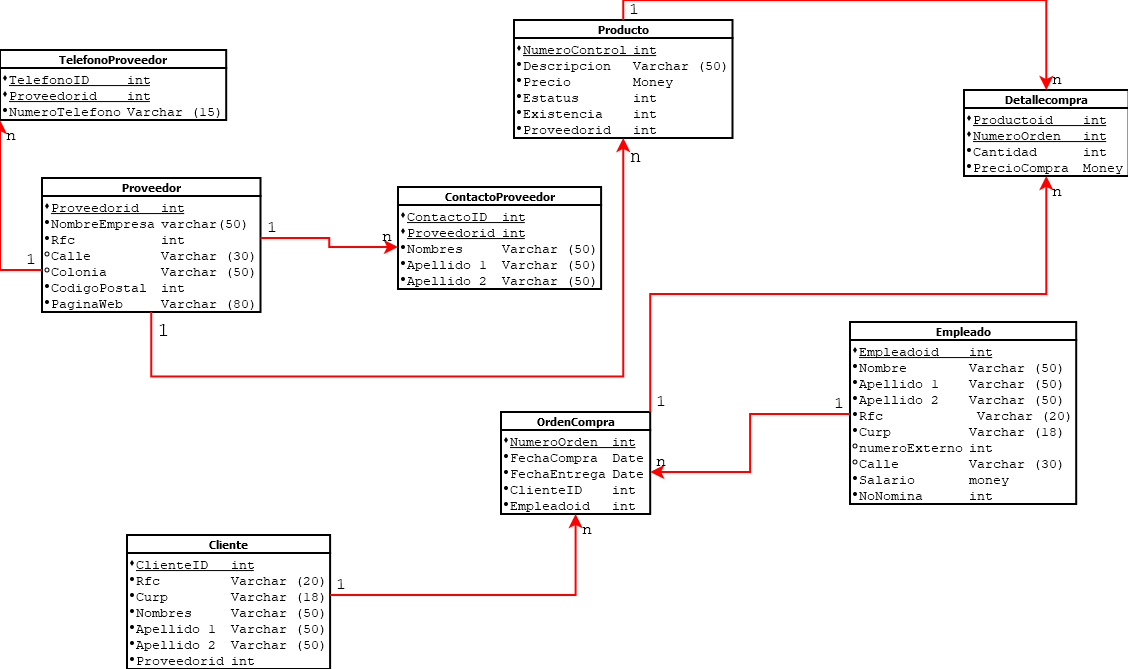 1
Producto
NumeroControl int
Descripcion Varchar (50)
Precio Money
Estatus int
Existencia int
Proveedorid int
n
TelefonoProveedor
TelefonoID int
Proveedorid int
NumeroTelefono Varchar (15)
n
n
Detallecompra
Productoid int
NumeroOrden int
Cantidad int
PrecioCompra Money
n
Proveedor
Proveedorid int
NombreEmpresa varchar(50)
Rfc int
Calle Varchar (30)
Colonia Varchar (50)
CodigoPostal int
PaginaWeb Varchar (80)
1
1
n
1
ContactoProveedor
ContactoID int
Proveedorid int
Nombres Varchar (50)
Apellido 1 Varchar (50)
Apellido 2 Varchar (50)
Empleado
Empleadoid int
Nombre Varchar (50)
Apellido 1 Varchar (50)
Apellido 2 Varchar (50)
Rfc Varchar (20)
Curp Varchar (18)
numeroExterno int
Calle Varchar (30)
Salario money
NoNomina int
1
1
n
OrdenCompra
NumeroOrden int
FechaCompra Date
FechaEntrega Date
ClienteID int
Empleadoid int
n
Cliente
ClienteID int
Rfc Varchar (20)
Curp Varchar (18)
Nombres Varchar (50)
Apellido 1 Varchar (50)
Apellido 2 Varchar (50)
Proveedorid int
1